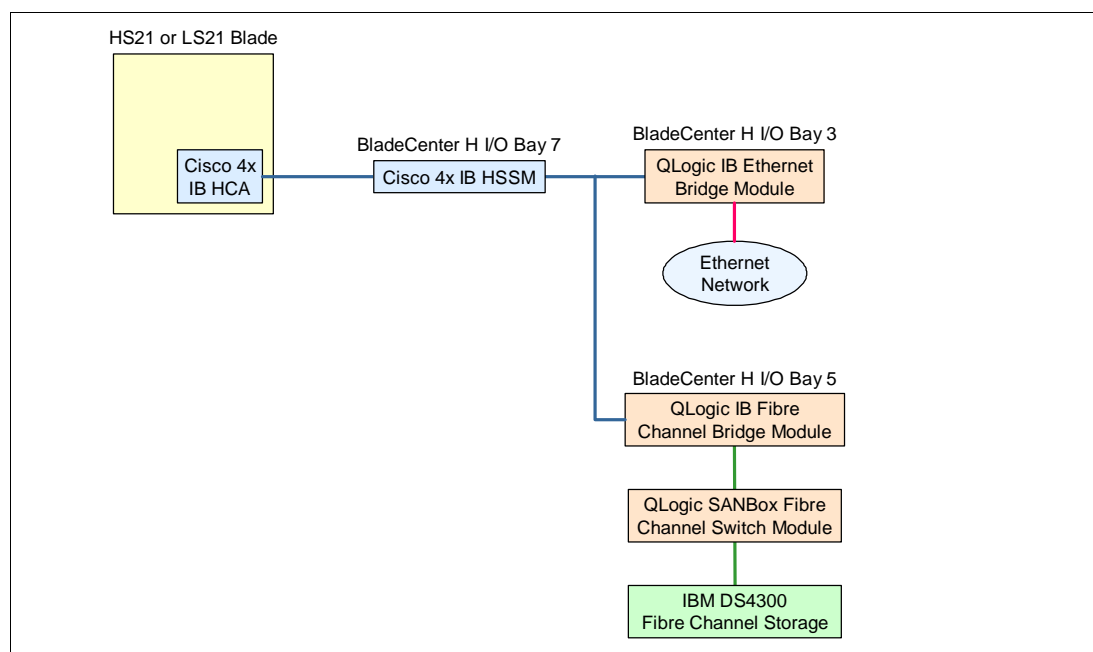 HS21 or LS21 Blade
Cisco 4x
IB HCA
BladeCenter H I/O Bay 7
Cisco 4x IB HSSM
BladeCenter H I/O Bay 3
QLogic IB Ethernet
Bridge Module
Ethernet
Network
BladeCenter H I/O Bay 5
QLogic IB Fibre
Channel Bridge Module
QLogic SANBox Fibre
Channel Switch Module
IBM DS4300
Fibre Channel Storage